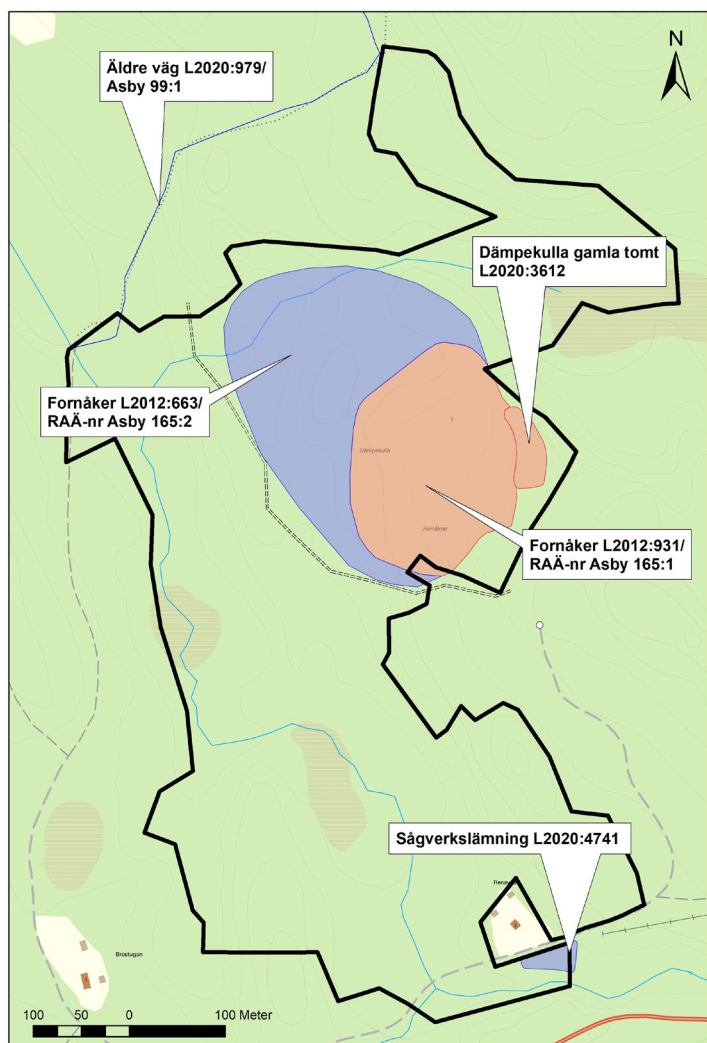 N
Äldre väg L2020:979/
Asby 99:1
Dämpekulla gamla tomt
L2020:3612
Fornåker L2012:663/
RAÄ-nr Asby 165:2
Dämpekulla
Fornåker
Fornåker L2012:931/
RAÄ-nr Asby 165:1
Sågverkslämning L2020:4741
Brostugan
100 50 0 100 Meter